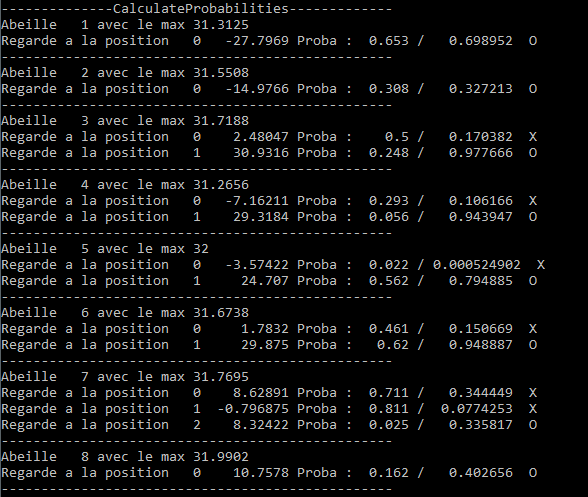 --------------CalculateProbabilities-------------
Abeille   1 avec le max 31.3125
Regarde a la position   0   -27.7969 Proba :  0.653 /   0.698952  O
-------------------------------------------------
Abeille   2 avec le max 31.5508
Regarde a la position   0   -14.9766 Proba :  0.308 /   0.327213  O
-------------------------------------------------
Abeille   3 avec le max 31.7188
Regarde a la position   0    2.48047 Proba :    0.5 /   0.170382  X
Regarde a la position   1    30.9316 Proba :  0.248 /   0.977666  O
-------------------------------------------------
Abeille   4 avec le max 31.2656
Regarde a la position   0   -7.16211 Proba :  0.293 /   0.106166  X
Regarde a la position   1    29.3184 Proba :  0.056 /   0.943947  O
-------------------------------------------------
Abeille   5 avec le max 32
Regarde a la position   0   -3.57422 Proba :  0.022 / 0.000524902  X
Regarde a la position   1     24.707 Proba :  0.562 /   0.794885  O
-------------------------------------------------
Abeille   6 avec le max 31.6738
Regarde a la position   0     1.7832 Proba :  0.461 /   0.150669  X
Regarde a la position   1     29.875 Proba :   0.62 /   0.948887  O
-------------------------------------------------
Abeille   7 avec le max 31.7695
Regarde a la position   0    8.62891 Proba :  0.711 /   0.344449  X
Regarde a la position   1  -0.796875 Proba :  0.811 /  0.0774253  X
Regarde a la position   2    8.32422 Proba :  0.025 /   0.335817  O
-------------------------------------------------
Abeille   8 avec le max 31.9902
Regarde a la position   0    10.7578 Proba :  0.162 /   0.402656  O
-------------------------------------------------